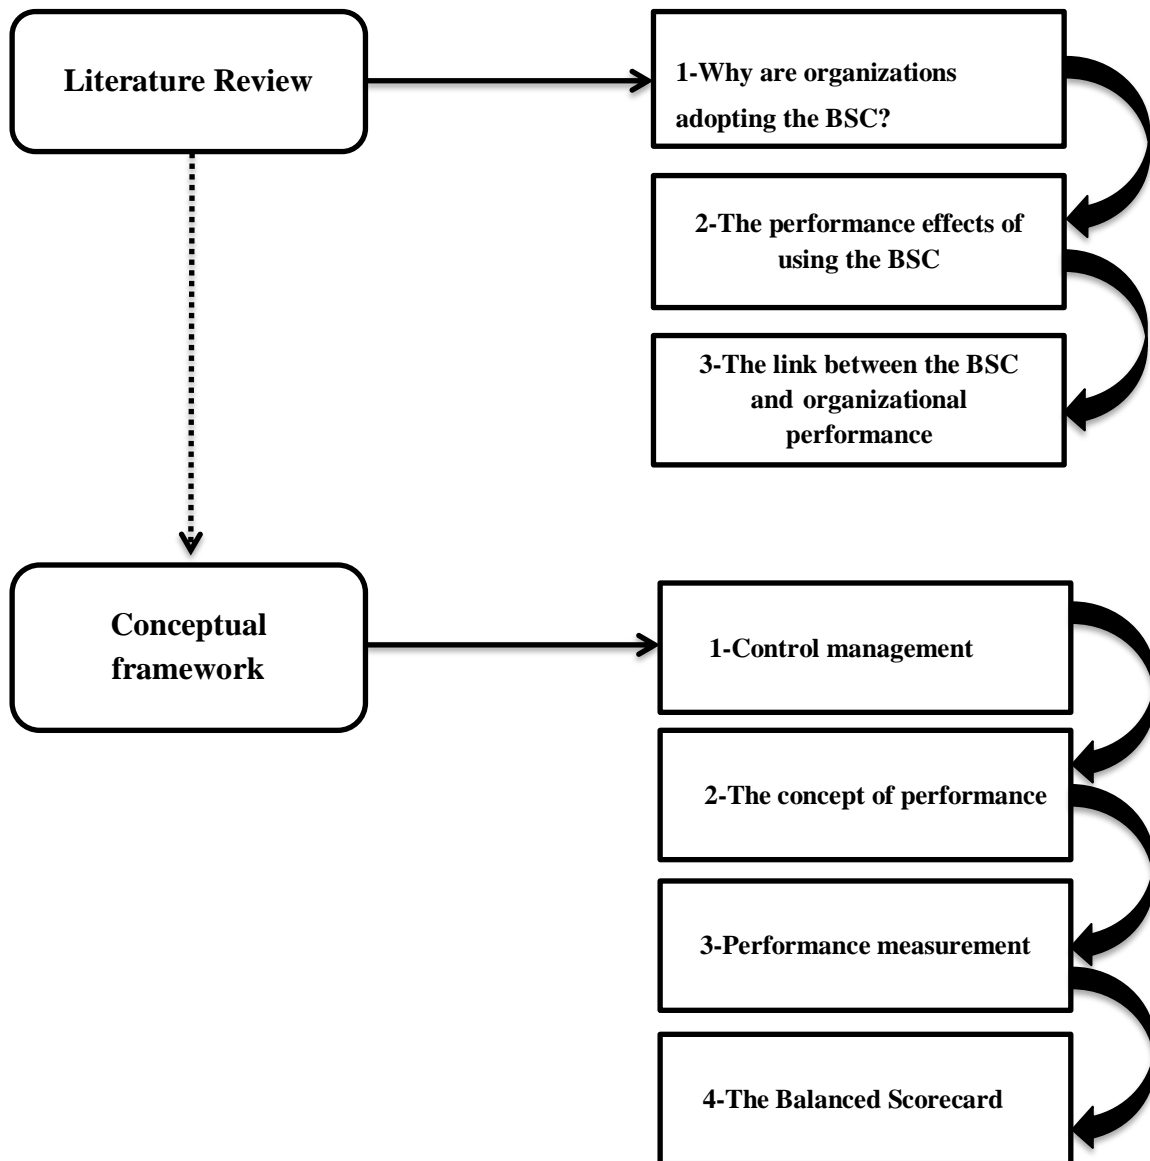 Literature Review
1-Why are organizations
adopting the BSC?
2-The performance effects of
using the BSC
3-The link between the BSC
and organizational
performance
Conceptual
framework
1-Control management
2-The concept of performance
3-Performance measurement
4-The Balanced Scorecard